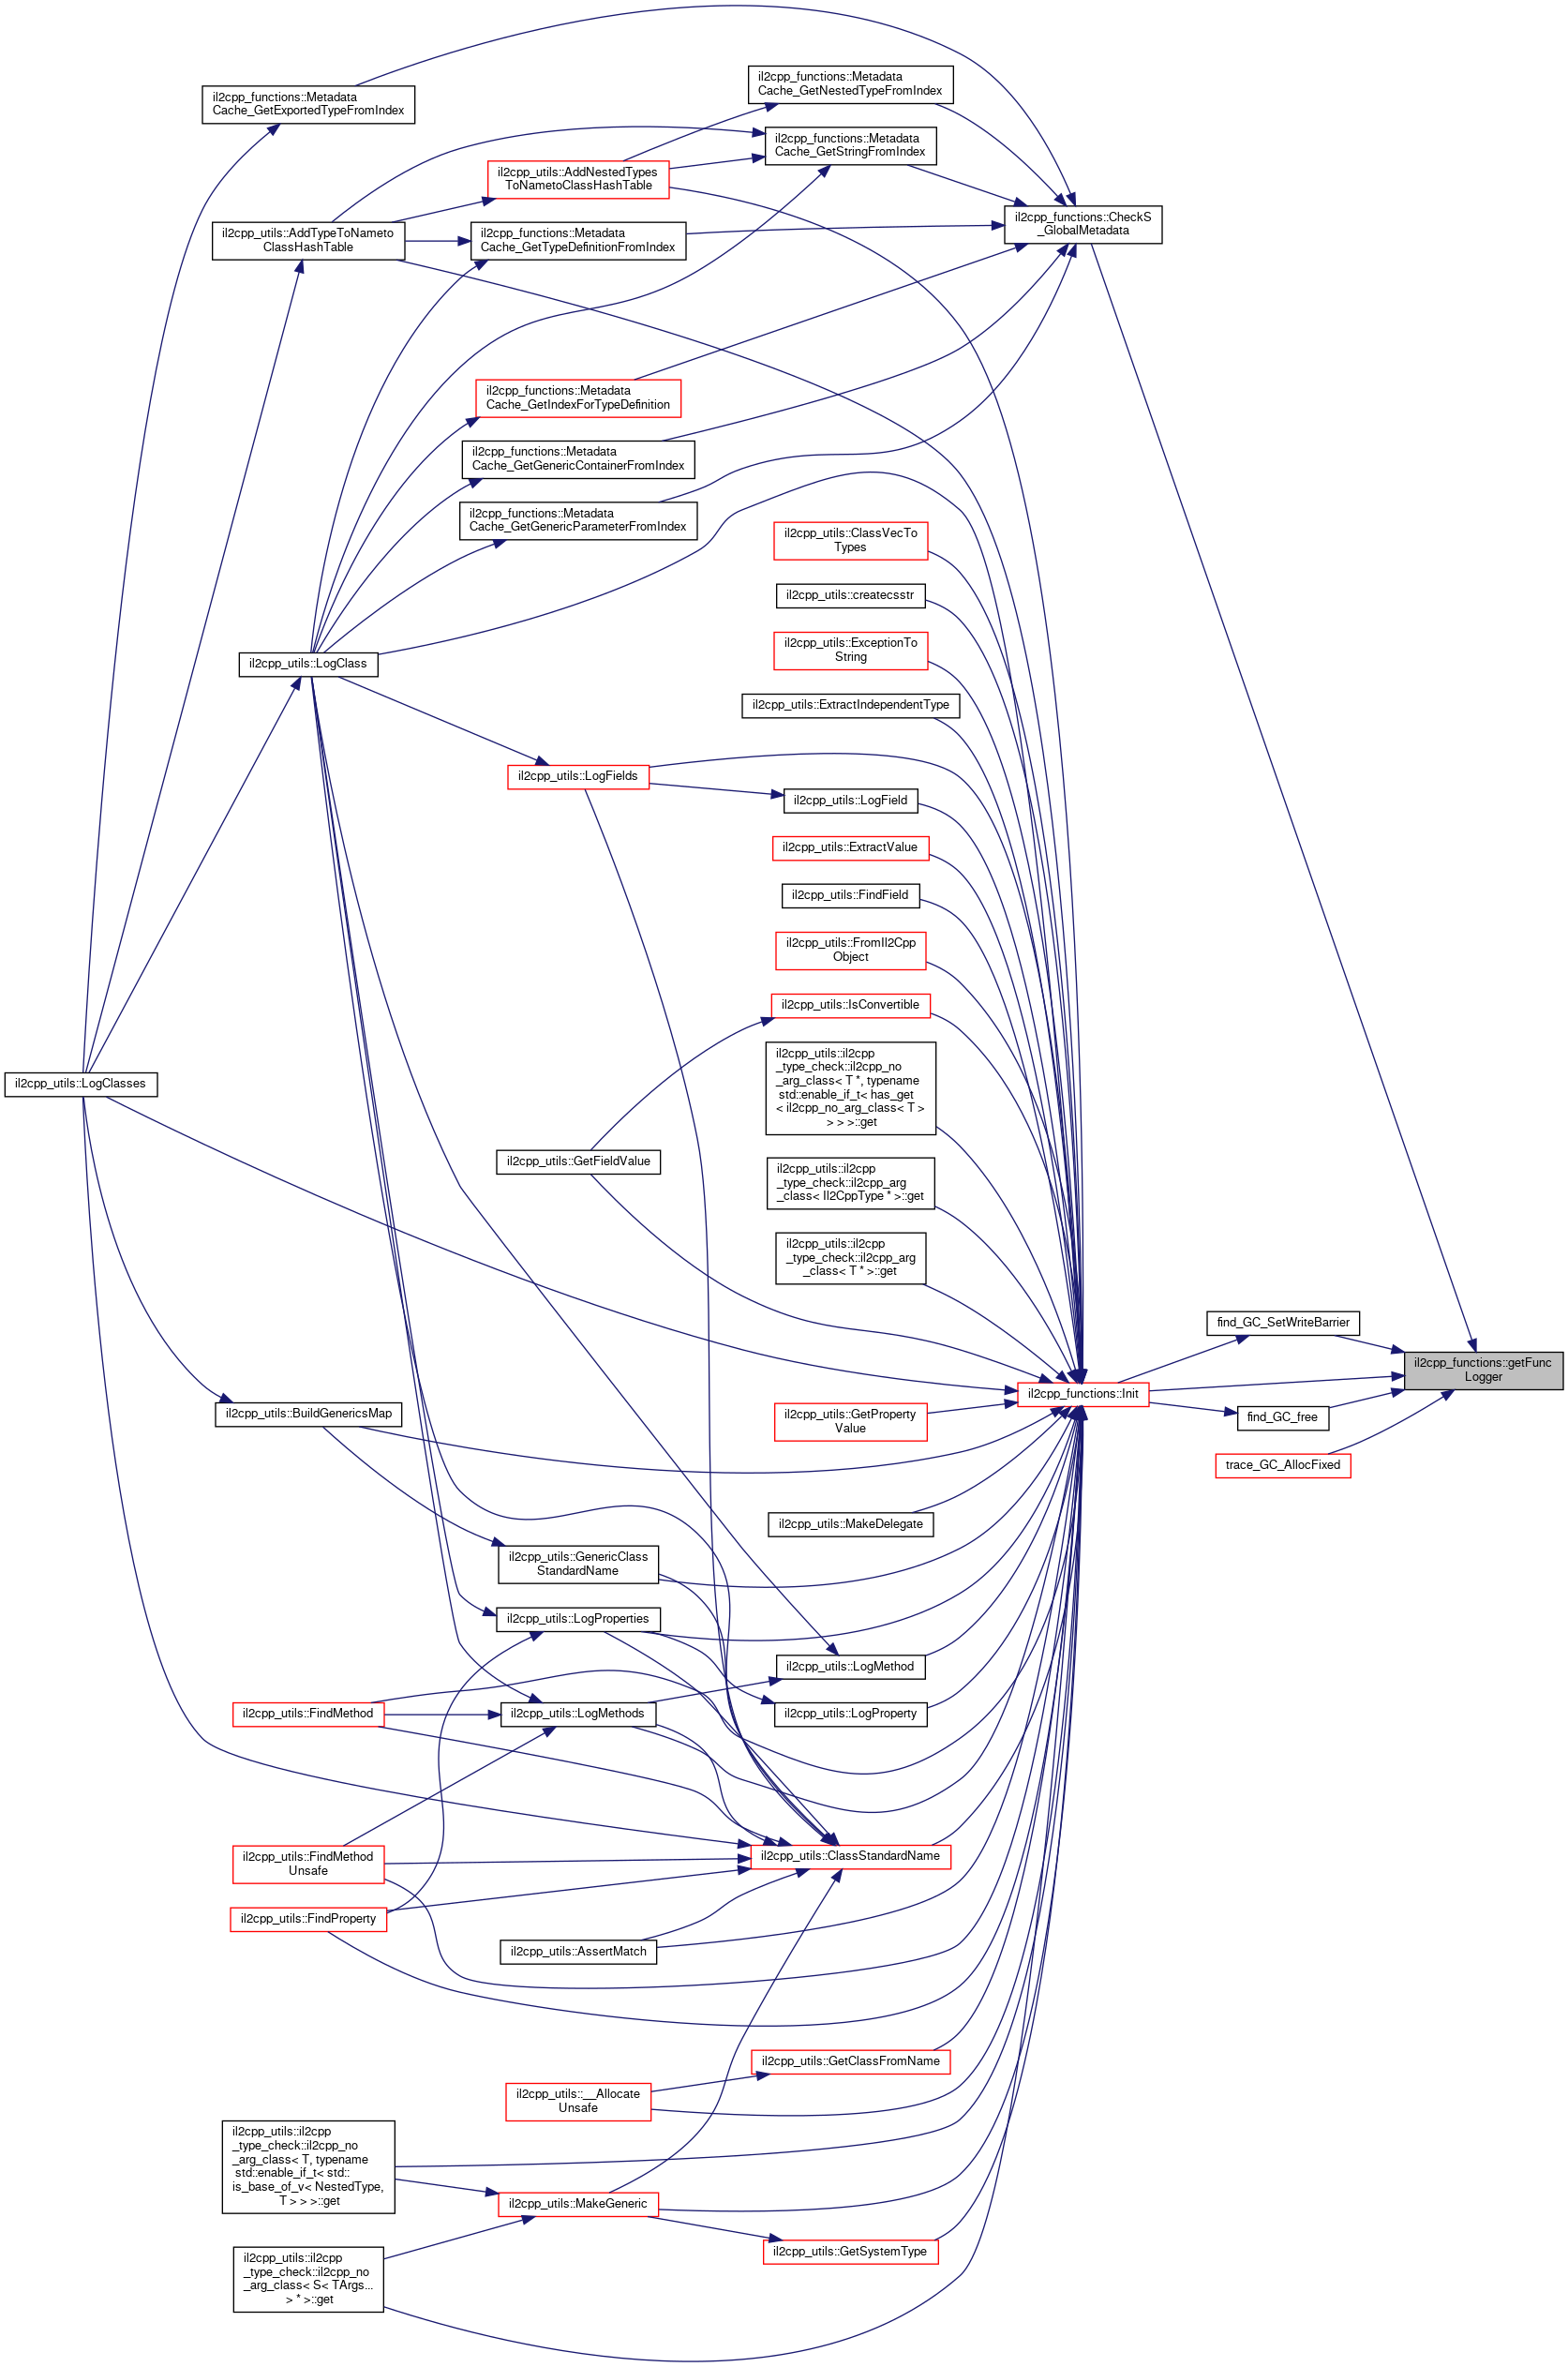 il2cpp_functions::Metadata
Cache_GetExportedTypeFromIndex
il2cpp_functions::Metadata
Cache_GetNestedTypeFromIndex
il2cpp_functions::Metadata
Cache_GetStringFromIndex
il2cpp_utils::AddNestedTypes
ToNametoClassHashTable
il2cpp_functions::CheckS
_GlobalMetadata
il2cpp_utils::AddTypeToNameto
ClassHashTable
il2cpp_functions::Metadata
Cache_GetTypeDefinitionFromIndex
il2cpp_functions::Metadata
Cache_GetIndexForTypeDefinition
il2cpp_functions::Metadata
Cache_GetGenericContainerFromIndex
il2cpp_functions::Metadata
Cache_GetGenericParameterFromIndex
il2cpp_utils::ClassVecTo
Types
il2cpp_utils::createcsstr
il2cpp_utils::ExceptionTo
String
il2cpp_utils::LogClass
il2cpp_utils::ExtractIndependentType
il2cpp_utils::LogFields
il2cpp_utils::LogField
il2cpp_utils::ExtractValue
il2cpp_utils::FindField
il2cpp_utils::FromIl2Cpp
Object
il2cpp_utils::IsConvertible
il2cpp_utils::il2cpp
_type_check::il2cpp_no
_arg_class< T *, typename
std::enable_if_t< has_get
< il2cpp_no_arg_class< T >
> > >::get
il2cpp_utils::LogClasses
il2cpp_utils::GetFieldValue
il2cpp_utils::il2cpp
_type_check::il2cpp_arg
_class< Il2CppType * >::get
il2cpp_utils::il2cpp
_type_check::il2cpp_arg
_class< T * >::get
find_GC_SetWriteBarrier
il2cpp_functions::getFunc
Logger
il2cpp_functions::Init
il2cpp_utils::BuildGenericsMap
il2cpp_utils::GetProperty
Value
find_GC_free
trace_GC_AllocFixed
il2cpp_utils::MakeDelegate
il2cpp_utils::GenericClass
StandardName
il2cpp_utils::LogProperties
il2cpp_utils::LogMethod
il2cpp_utils::FindMethod
il2cpp_utils::LogMethods
il2cpp_utils::LogProperty
il2cpp_utils::FindMethod
Unsafe
il2cpp_utils::ClassStandardName
il2cpp_utils::FindProperty
il2cpp_utils::AssertMatch
il2cpp_utils::GetClassFromName
il2cpp_utils::__Allocate
Unsafe
il2cpp_utils::il2cpp
_type_check::il2cpp_no
_arg_class< T, typename
std::enable_if_t< std::
is_base_of_v< NestedType,
T > > >::get
il2cpp_utils::MakeGeneric
il2cpp_utils::GetSystemType
il2cpp_utils::il2cpp
_type_check::il2cpp_no
_arg_class< S< TArgs...
> * >::get